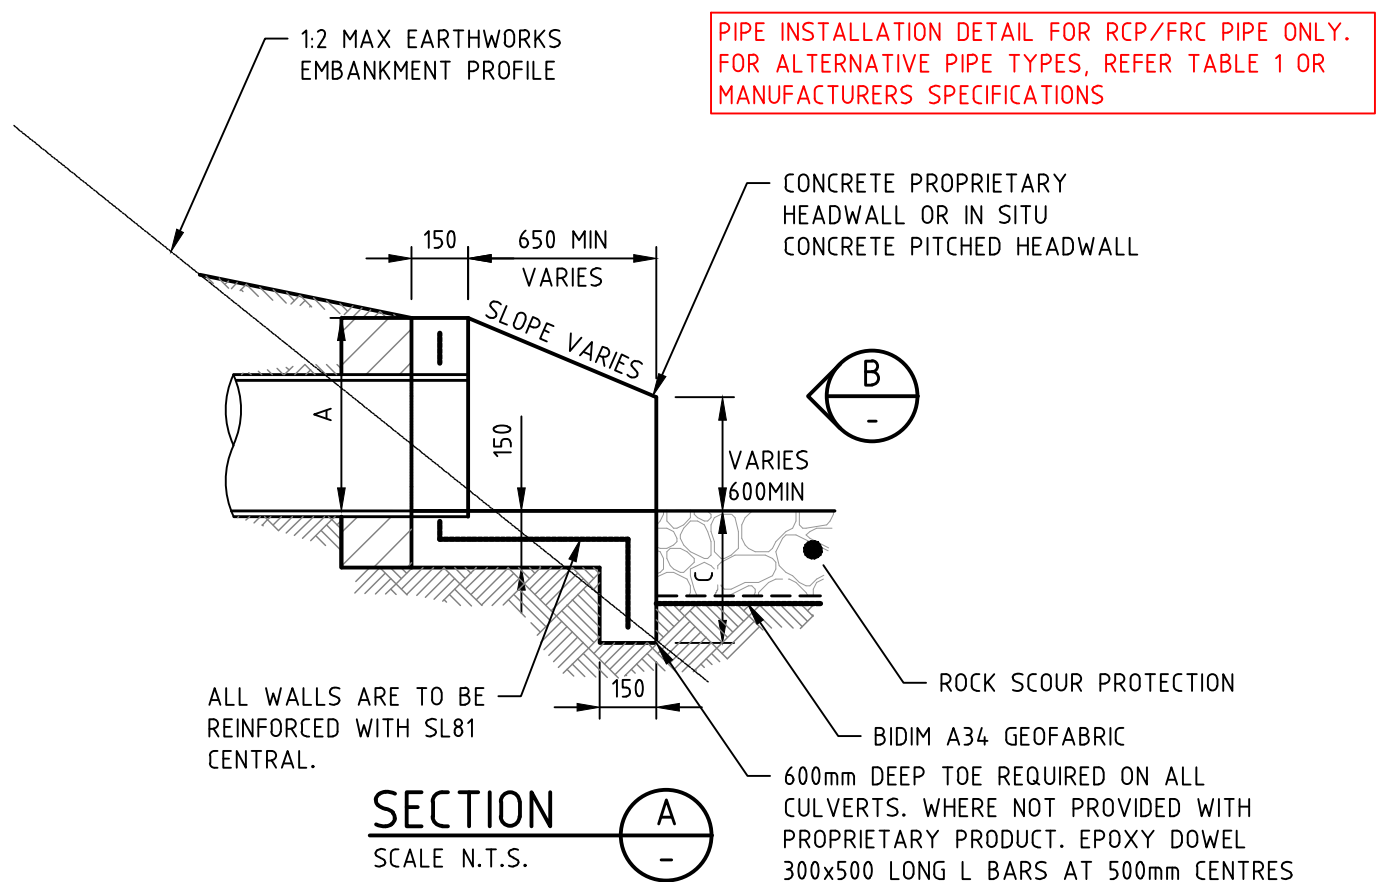 1:2 MAX EARTHWORKS
EMBANKMENT PROFILE
PIPE INSTALLATION DETAIL FOR RCP/FRC PIPE ONLY.
FOR ALTERNATIVE PIPE TYPES, REFER TABLE 1 OR
MANUFACTURERS SPECIFICATIONS
CONCRETE PROPRIETARY
HEADWALL OR IN SITU
CONCRETE PITCHED HEADWALL
150
650 MIN
VARIES
SLOPE VARIES
B
-
A
150
VARIES
600MIN
C
150
ROCK SCOUR PROTECTION
ALL WALLS ARE TO BE
REINFORCED WITH SL81
CENTRAL.
BIDIM A34 GEOFABRIC
600mm DEEP TOE REQUIRED ON ALL
CULVERTS. WHERE NOT PROVIDED WITH
PROPRIETARY PRODUCT. EPOXY DOWEL
300x500 LONG L BARS AT 500mm CENTRES
SECTION
A
-
SCALE N.T.S.